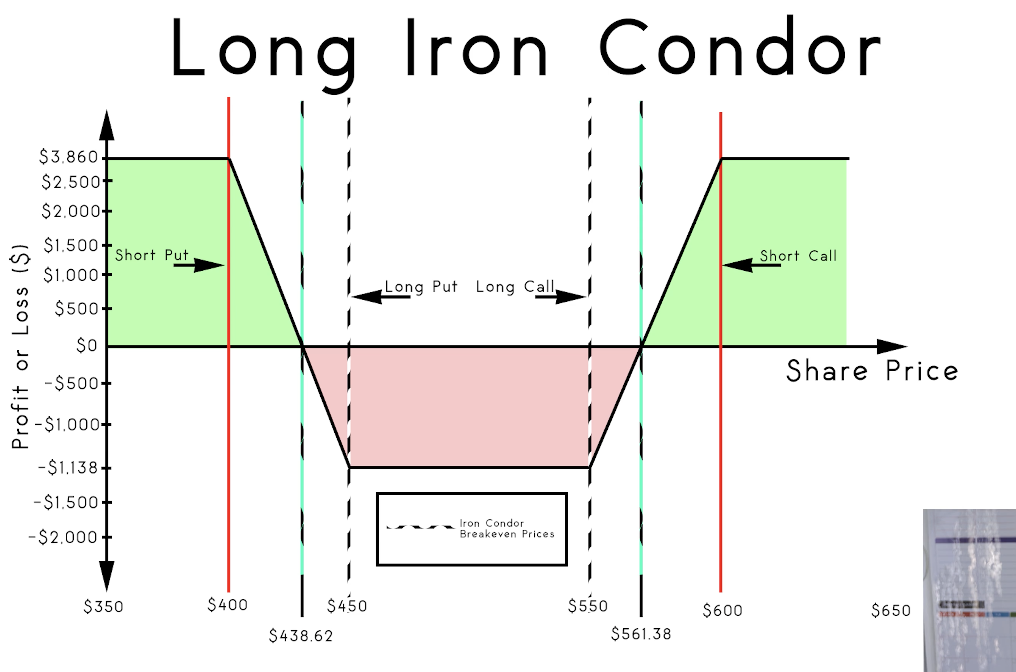 Long Iron Condor
$3.860
$2,500
$2.000
$1.500
$1.000
$500
$0
-$500
-$1.000
-$1.138
-$1.500
-$2.000
Profit or Loss ($)
Short Put
Long Put
Long Call
Short Call
Share Price
Iron Condor
Breakeven Prices
$350
$400
$450
$550
$600
$650
$438.62
$561.38